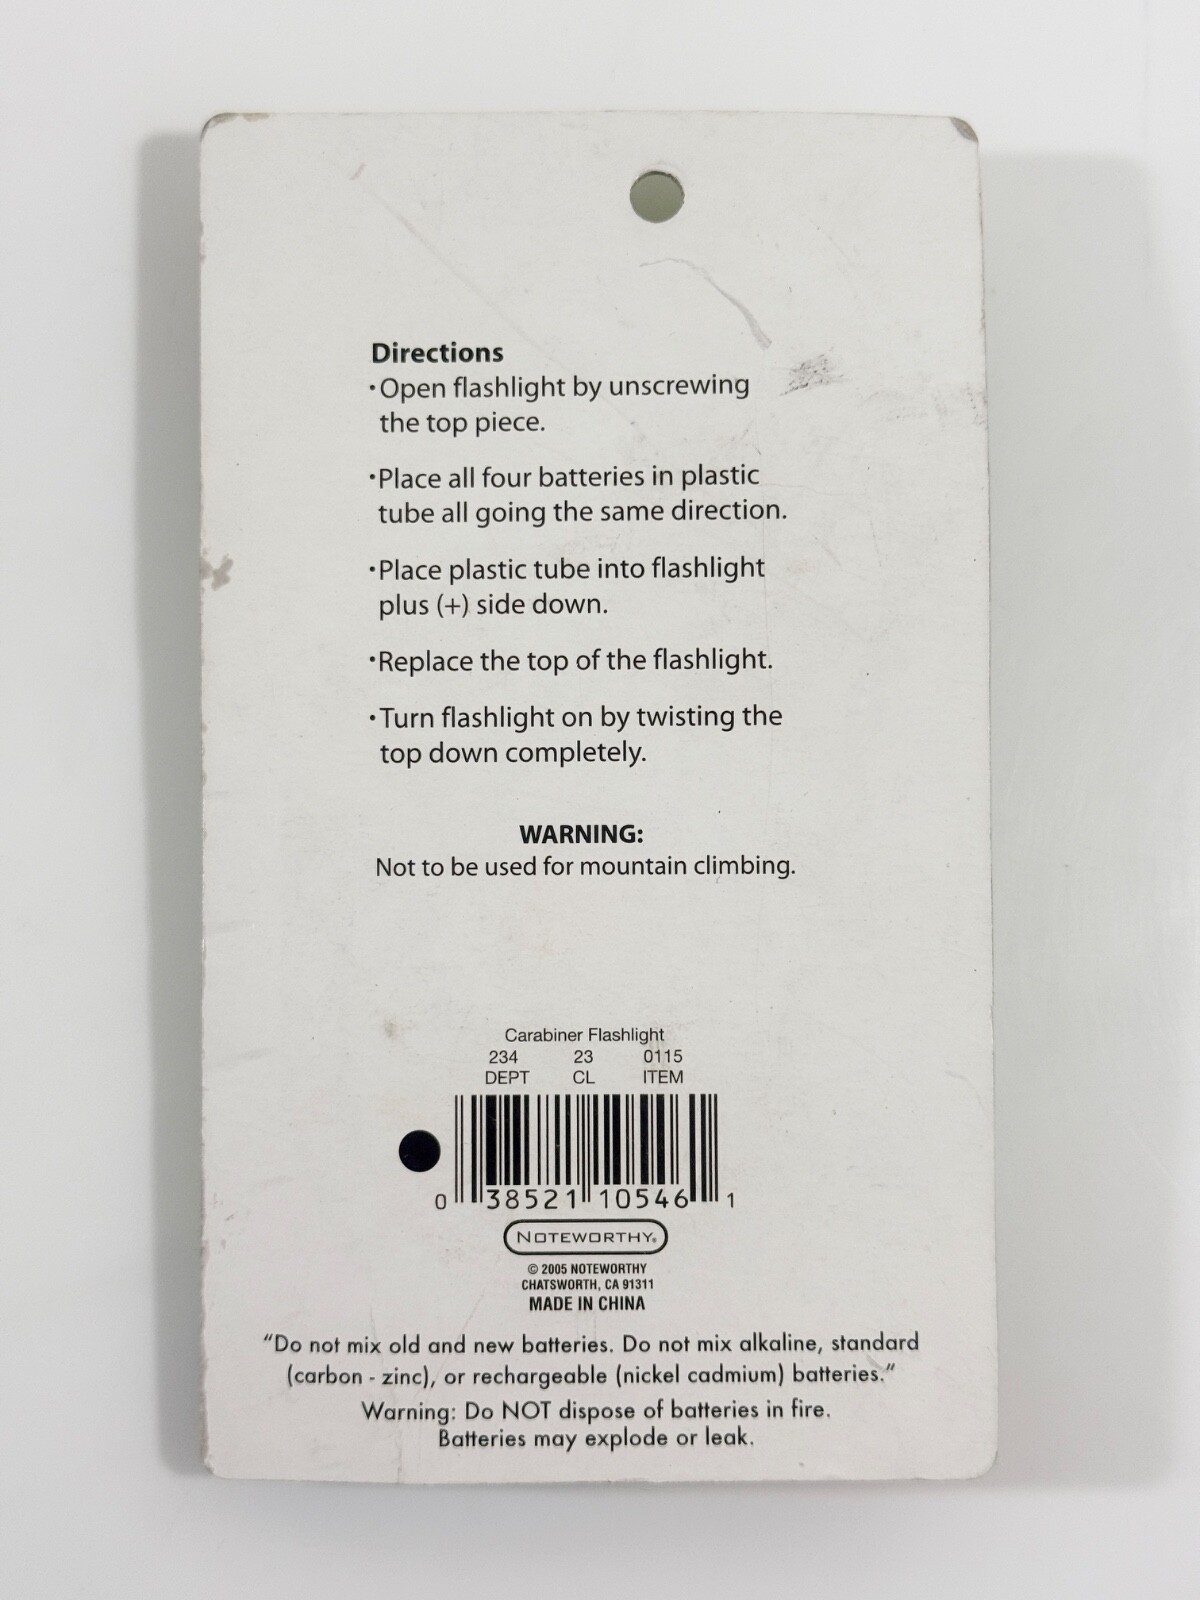 Directions
•Open flashlight by unscrewing
the top piece.
•Place all four batteries in plastic
tube all going the same direction.
•Place plastic tube into flashlight
plus (+) side down.
•Replace the top of the flashlight.
•Turn flashlight on by twisting the
top down completely.
WARNING:
Not to be used for mountain climbing.
Carabiner Flashlight
234 23 0115
DEPT CL ITEM
0 38521 10546 1
NOTEWORTHY®
© 2005 NOTEWORTHY
CHATSWORTH, CA 91311
MADE IN CHINA
“Do not mix old and new batteries. Do not mix alkaline, standard
(carbon - zinc), or rechargeable (nickel cadmium) batteries.”
Warning: Do NOT dispose of batteries in fire.
Batteries may explode or leak.